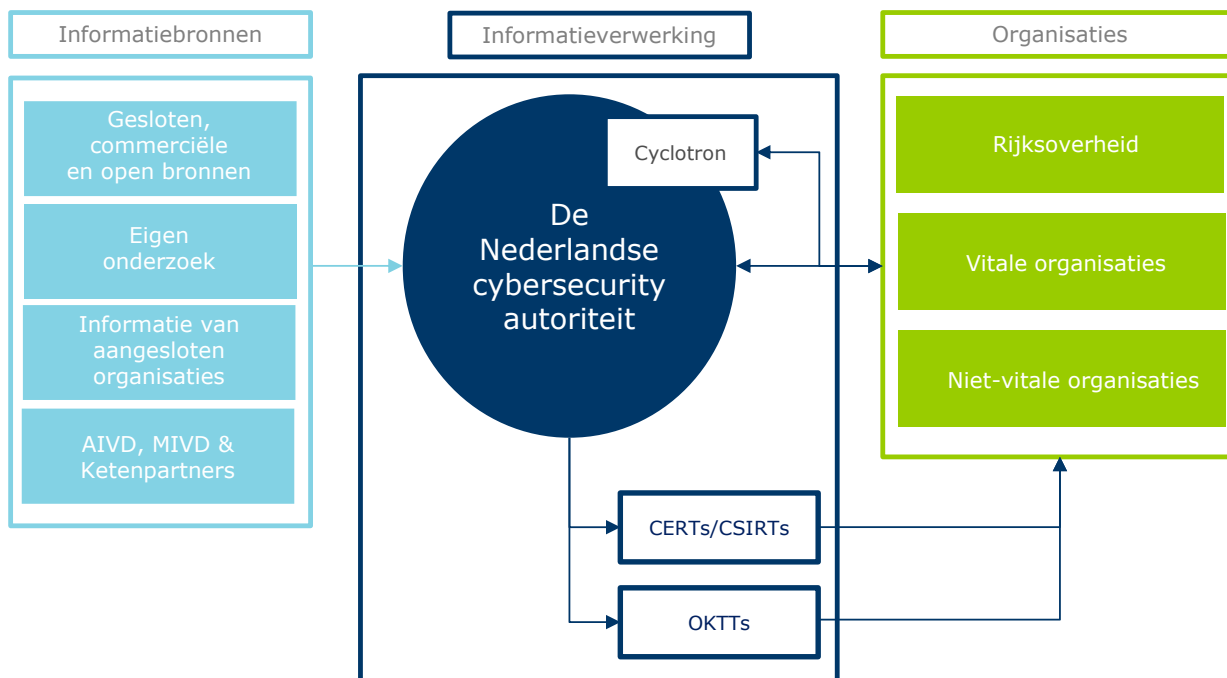 Informatiebronnen
Gesloten,
commerciële
en open bronnen
Eigen
onderzoek
Informatie van
aangesloten
organisaties
AIVD, MIVD &
Ketenpartners
Informatieverwerking
Cyclotron
De
Nederlandse
cybersecurity
autoriteit
CERTs/CSIRTs
OKTTs
Organisaties
Rijksoverheid
Vitale organisaties
Niet-vitale organisaties